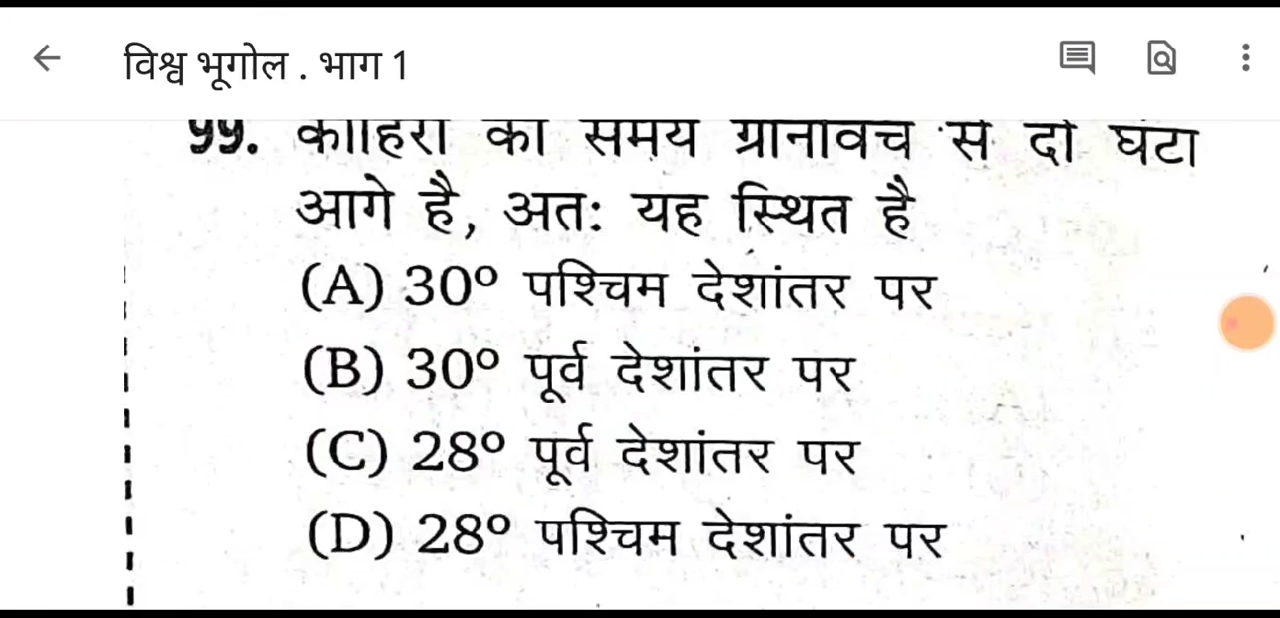 विश्व भूगोल . भाग 1
99. काहिरा का समय ग्रीनविच से दो घंटा
आगे है, अतः यह स्थित है
(A) 30° पश्चिम देशांतर पर
(B) 30° पूर्व देशांतर पर
(C) 28° पूर्व देशांतर पर
(D) 28° पश्चिम देशांतर पर